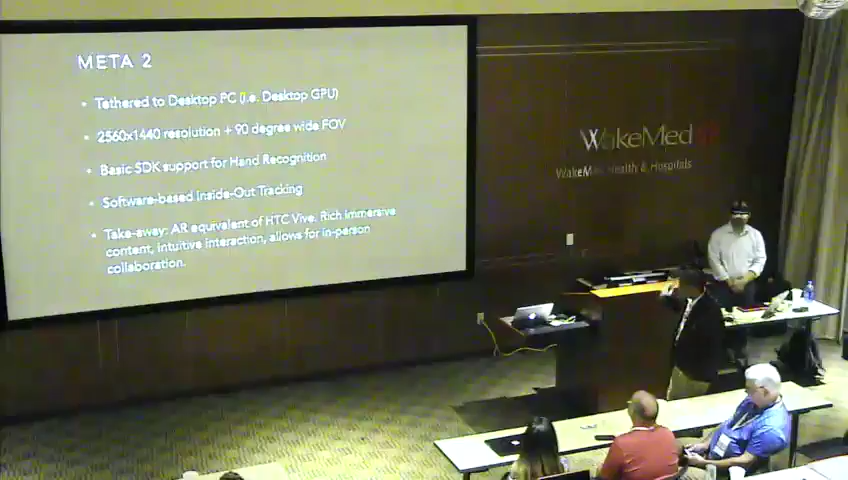 META 2
Tethered to Desktop PC (i.e. Desktop GPU)
2560x1440 resolution + 90 degree wide FOV
Basic SDK support for Hand Recognition
Software-based Inside-Out Tracking
Take-away: AR equivalent of HTC Vive. Rich immersive
content, intuitive interaction, allows for in-person
collaboration.
WakeMed
WakeMed Health & Hospitals